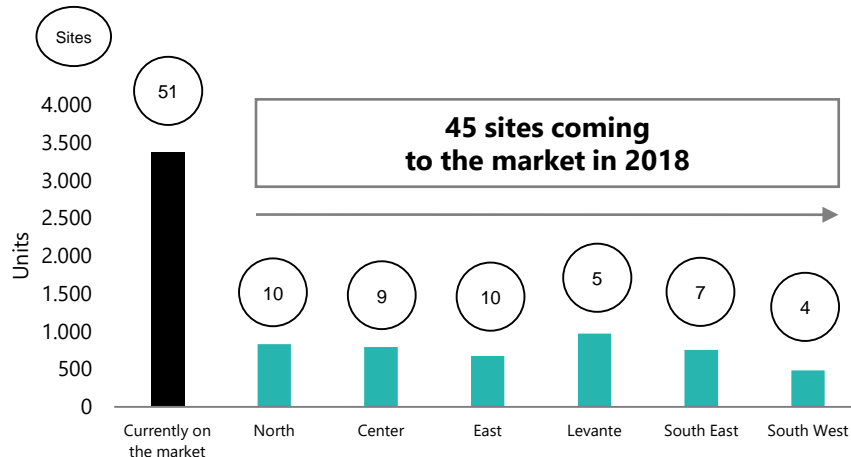 Sites
51
4.000
3.500
3.000
2.500
2.000
1.500
1.000
500
0
Units
45 sites coming
to the market in 2018
10
9
10
5
7
4
Currently on
the market
North
Center
East
Levante
South East
South West